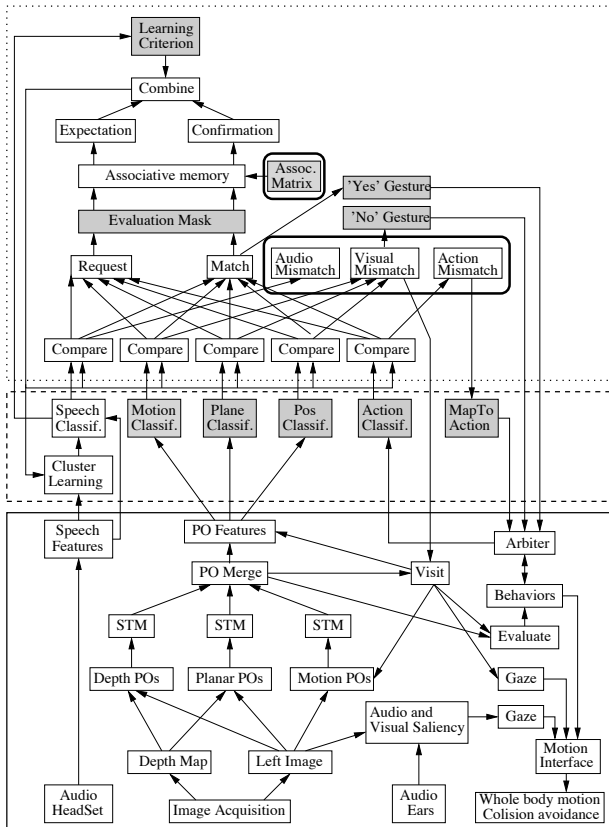 Learning
Criterion
Combine
Expectation
Confirmation
Associative memory
Assoc.
Matrix
'Yes' Gesture
Evaluation Mask
'No' Gesture
Request
Match
Audio
Mismatch
Visual
Mismatch
Action
Mismatch
Compare
Compare
Compare
Compare
Compare
Speech
Classif.
Motion
Classif.
Plane
Classif.
Pos
Classif.
Action
Classif.
MapTo
Action
Cluster
Learning
Speech
Features
PO Features
Arbiter
PO Merge
Visit
Behaviors
STM
STM
STM
Evaluate
Depth POs
Planar POs
Motion POs
Gaze
Audio and
Visual Saliency
Gaze
Depth Map
Left Image
Motion
Interface
Audio
HeadSet
Image Acquisition
Audio
Ears
Whole body motion
Colision avoidance